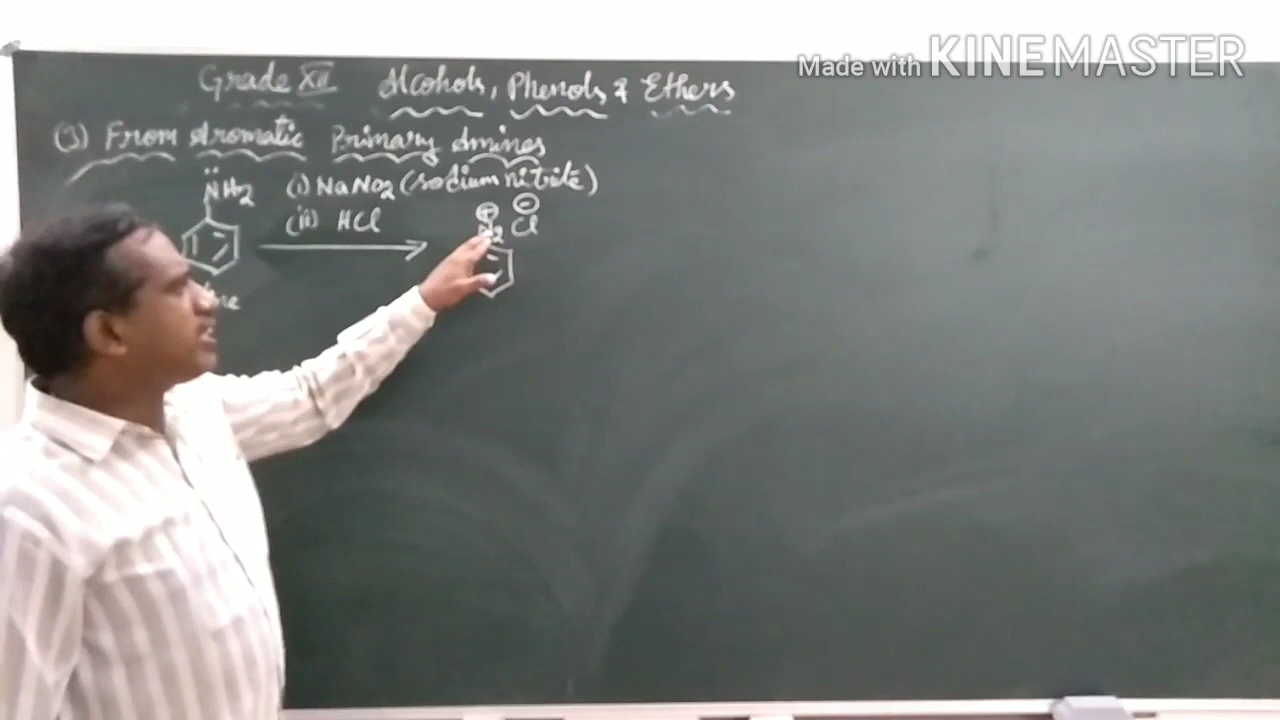 Made with KINEMASTER
Grade XII Alcohols, Phenols & Ethers
(3) From Aromatic Primary Amines
N̈H2 (i) NaNO2 (sodium nitrite)
(ii) HCl
⊕ ⊖
N2 Cl